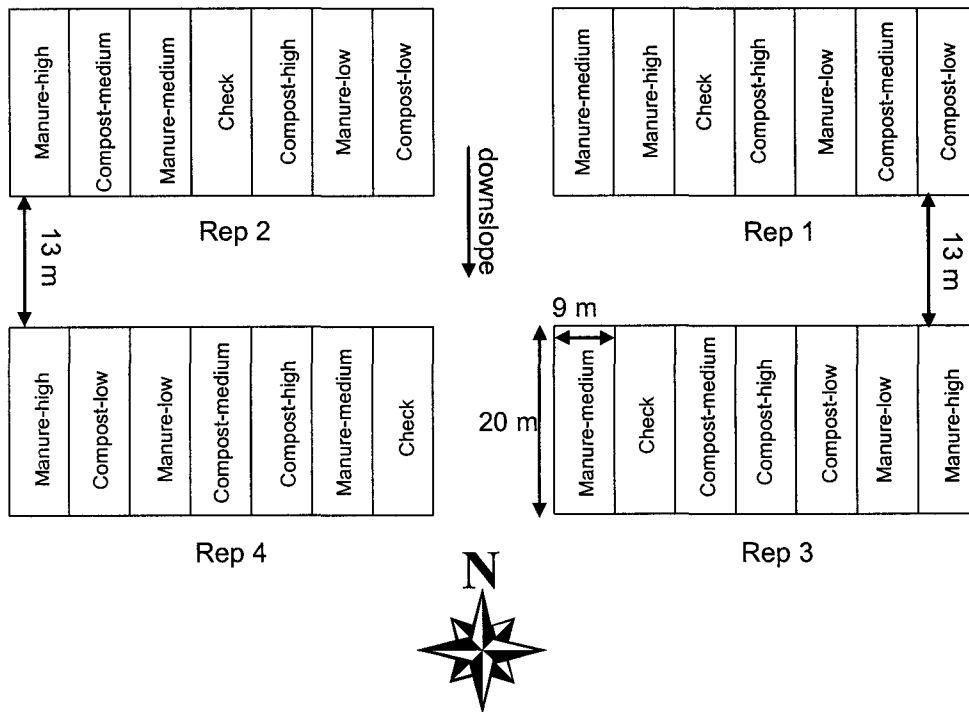 Manure-high
Compost-medium
Manure-medium
Check
Compost-high
Manure-low
Compost-low
Rep 2
Manure-medium
Manure-high
Check
Compost-high
Manure-low
Compost-medium
Compost-low
Rep 1
13 m
downslope
13 m
Manure-high
Compost-low
Manure-low
Compost-medium
Compost-high
Manure-medium
Check
Rep 4
9 m
20 m
Manure-medium
Check
Compost-medium
Compost-high
Compost-low
Manure-low
Manure-high
Rep 3
N